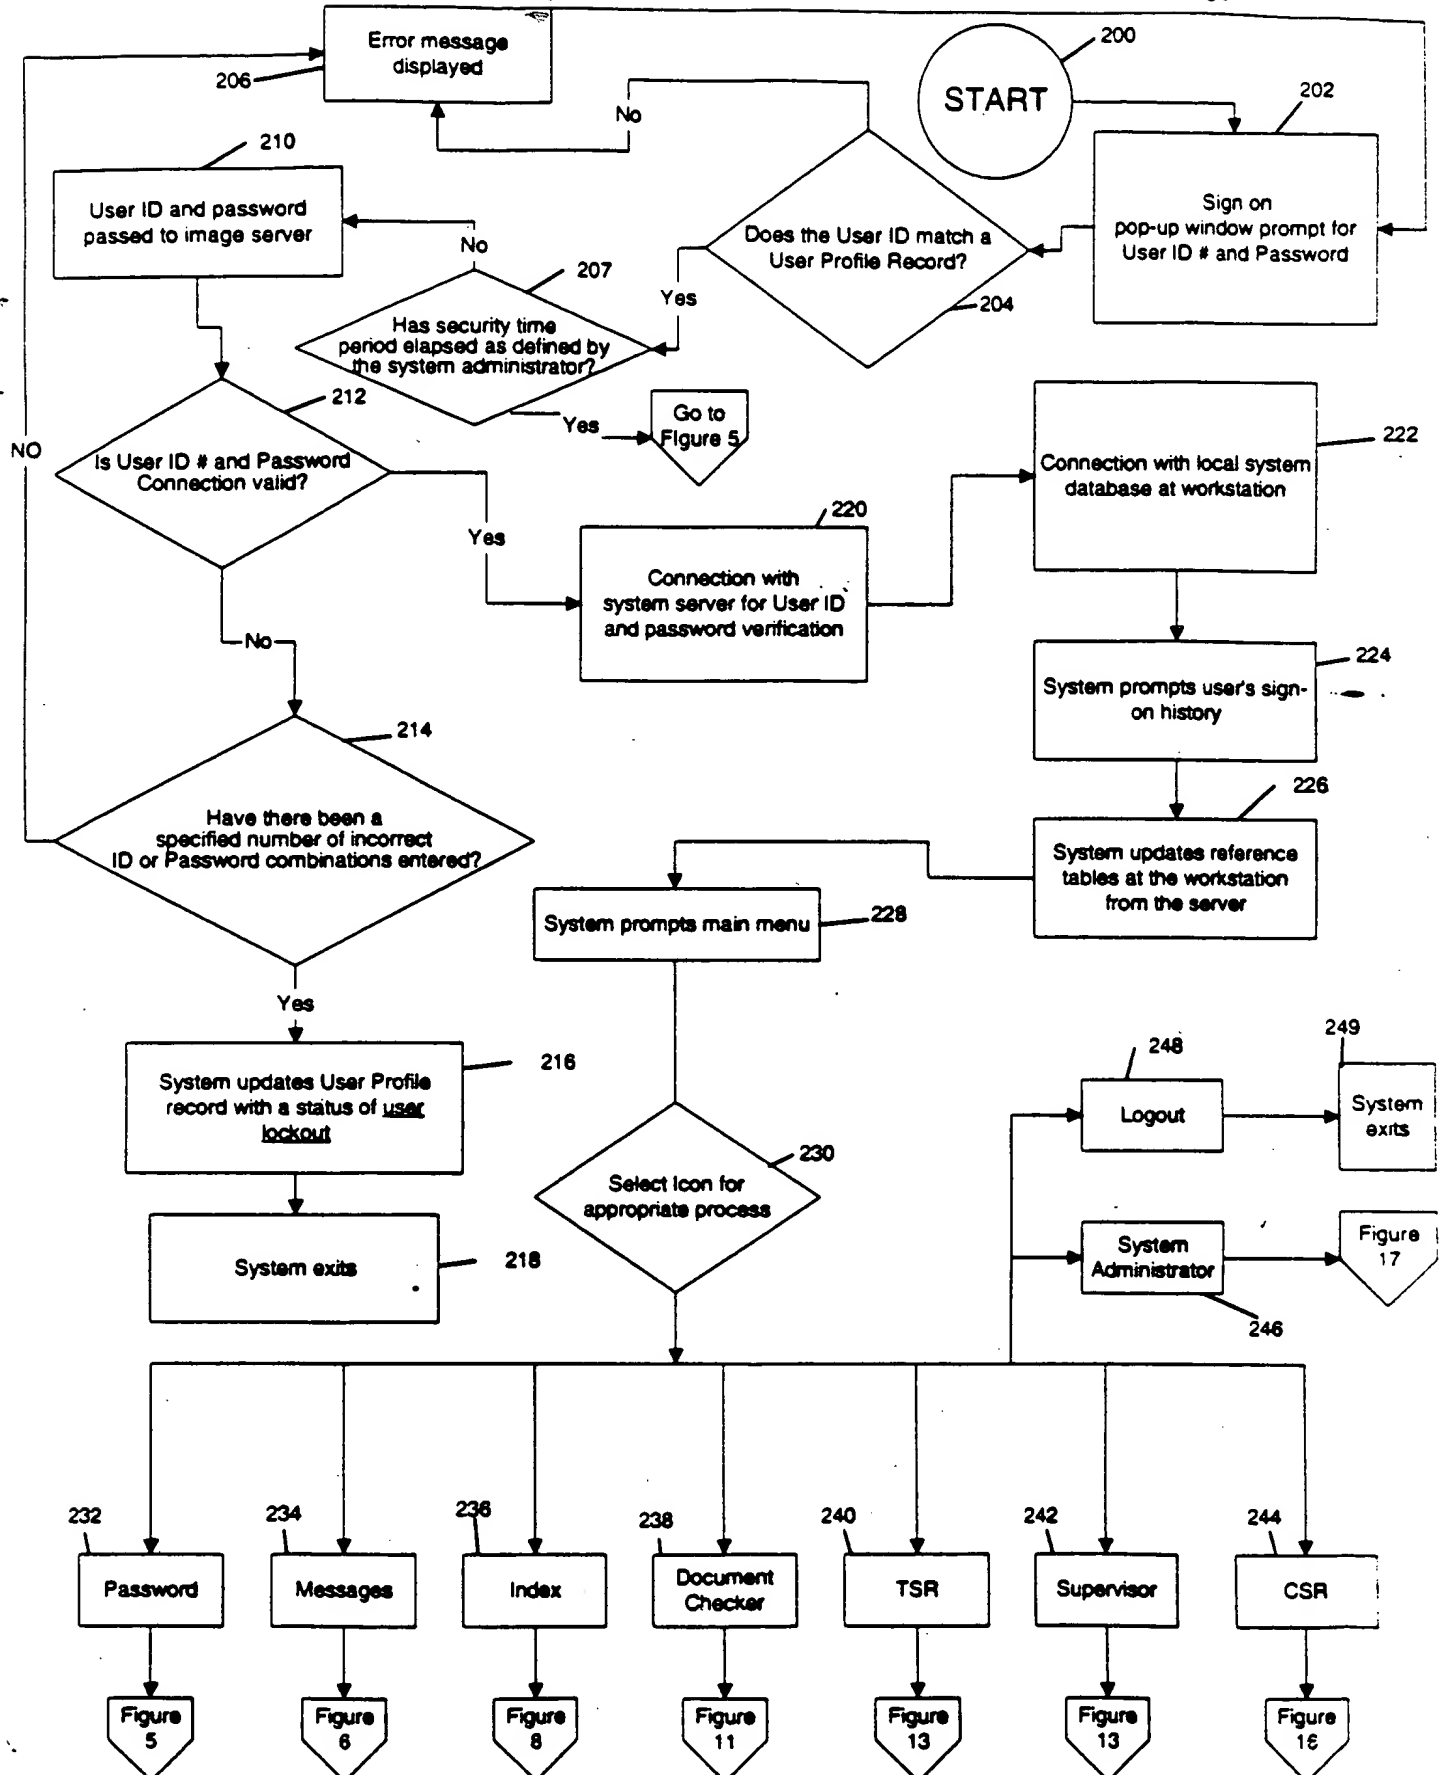 Error message
displayed
206
START
200
202
Sign on
pop-up window prompt for
User ID # and Password
No
Does the User ID match a
User Profile Record?
204
Yes
210
User ID and password
passed to image server
No
207
Has security time
period elapsed as defined by
the system administrator?
Yes
Go to
Figure 5
212
Is User ID # and Password
Connection valid?
NO
Yes
No
220
Connection with
system server for User ID
and password verification
222
Connection with local system
database at workstation
224
System prompts user's sign-
on history
226
System updates reference
tables at the workstation
from the server
214
Have there been a
specified number of incorrect
ID or Password combinations entered?
Yes
228
System prompts main menu
216
System updates User Profile
record with a status of user
lockout
218
System exits
230
Select Icon for
appropriate process
248
Logout
249
System
exits
System
Administrator
246
Figure
17
232
Password
Figure
5
234
Messages
Figure
6
236
Index
Figure
8
238
Document
Checker
Figure
11
240
TSR
Figure
13
242
Supervisor
Figure
13
244
CSR
Figure
16